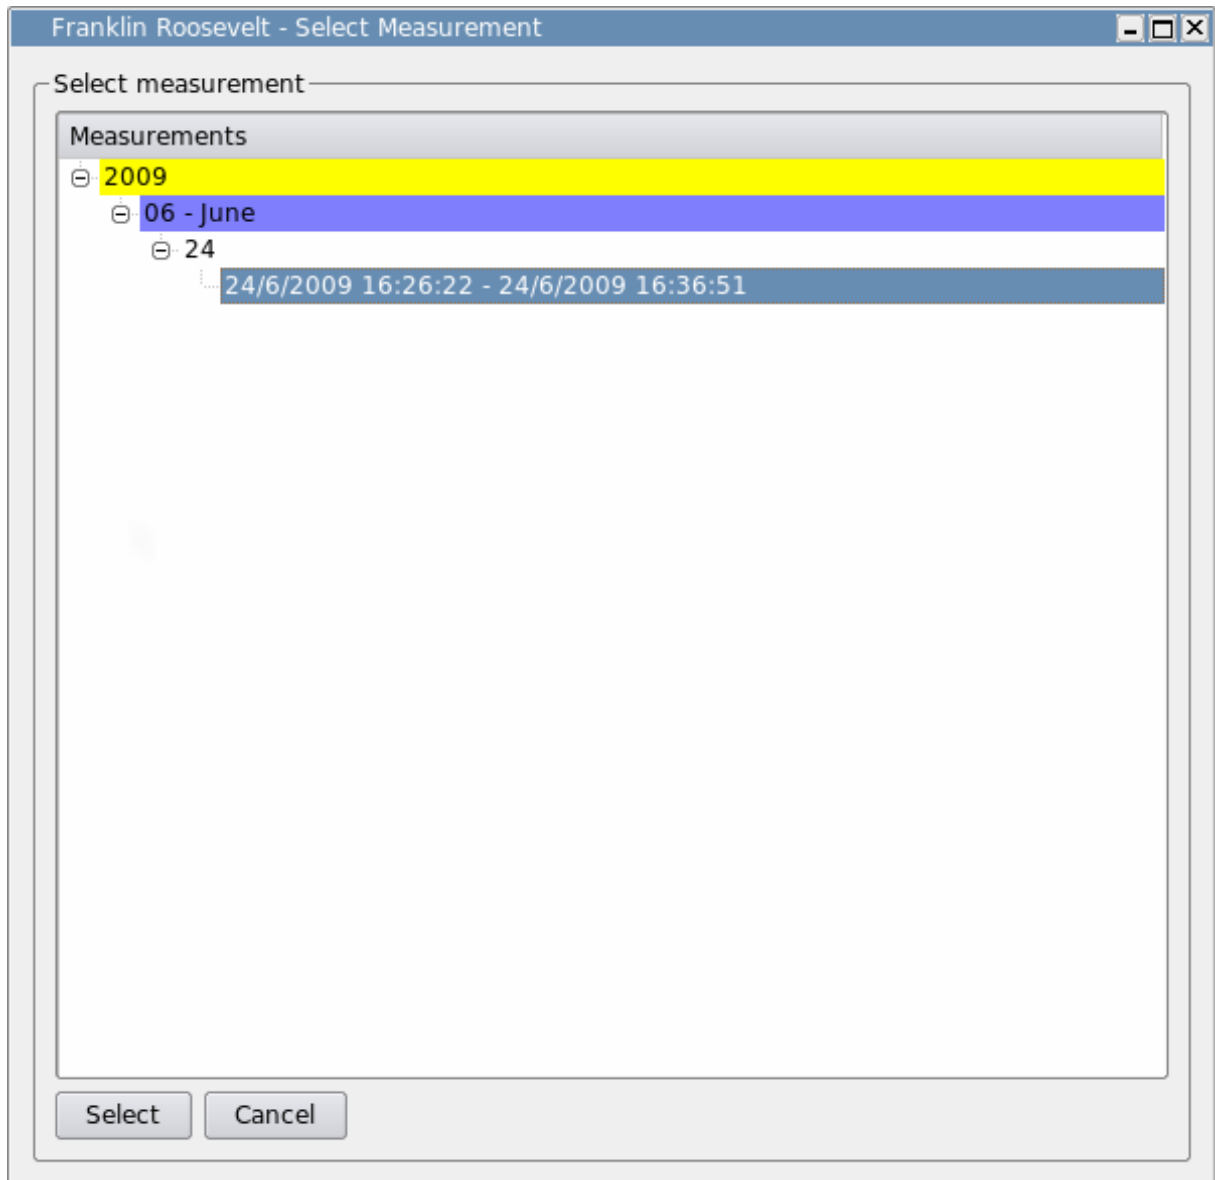 Franklin Roosevelt - Select Measurement
Select measurement
Measurements
2009
06 - June
24
24/6/2009 16:26:22 - 24/6/2009 16:36:51
Select Cancel